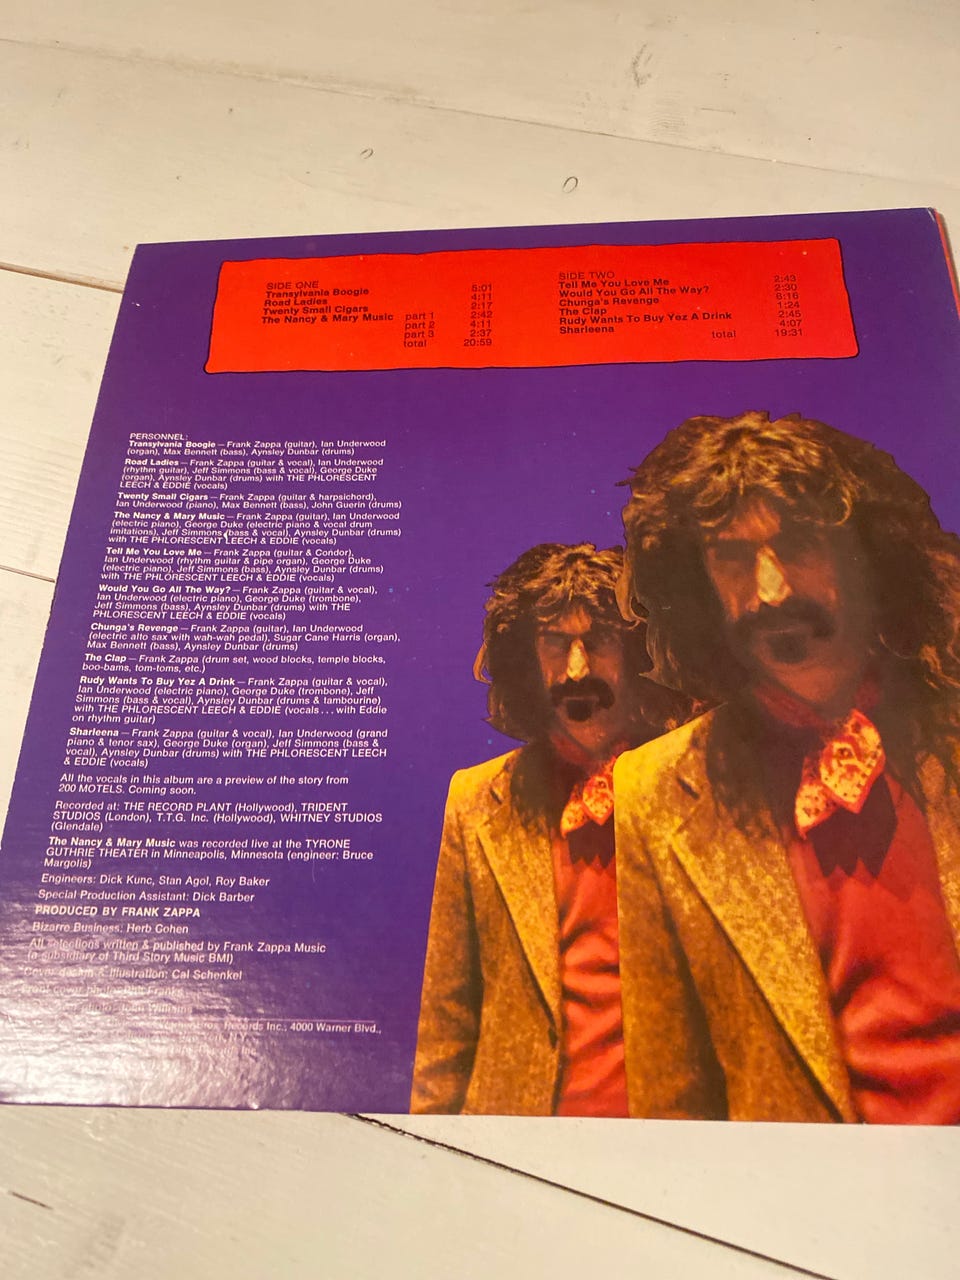 SIDE ONE
Transylvania Boogie 5:01
Road Ladies 4:11
Twenty Small Cigars 2:17
The Nancy & Mary Music part 1 2:42
part 2 4:11
part 3 2:37
total 20:59
SIDE TWO
Tell Me You Love Me 2:43
Would You Go All The Way? 2:30
Chunga's Revenge 6:16
The Clap 1:24
Rudy Wants To Buy Yez A Drink 2:45
Sharleena 4:07
total 19:31
PERSONNEL:
Transylvania Boogie — Frank Zappa (guitar), Ian Underwood
(organ), Max Bennett (bass), Aynsley Dunbar (drums)
Road Ladies — Frank Zappa (guitar & vocal), Ian Underwood
(rhythm guitar), Jeff Simmons (bass & vocal), George Duke
(organ), Aynsley Dunbar (drums) with THE PHLORESCENT
LEECH & EDDIE (vocals)
Twenty Small Cigars — Frank Zappa (guitar & harpsichord),
Ian Underwood (piano), Max Bennett (bass), John Guerin (drums)
The Nancy & Mary Music — Frank Zappa (guitar), Ian Underwood
(electric piano), George Duke (electric piano & vocal drum
imitations), Jeff Simmons (bass & vocal), Aynsley Dunbar (drums)
with THE PHLORESCENT LEECH & EDDIE (vocals)
Tell Me You Love Me — Frank Zappa (guitar & Condor),
Ian Underwood (rhythm guitar & pipe organ), George Duke
(electric piano), Jeff Simmons (bass), Aynsley Dunbar (drums)
with THE PHLORESCENT LEECH & EDDIE (vocals)
Would You Go All The Way? — Frank Zappa (guitar & vocal),
Ian Underwood (electric piano), George Duke (trombone),
Jeff Simmons (bass), Aynsley Dunbar (drums) with THE
PHLORESCENT LEECH & EDDIE (vocals)
Chunga's Revenge — Frank Zappa (guitar), Ian Underwood
(electric alto sax with wah-wah pedal), Sugar Cane Harris (organ),
Max Bennett (bass), Aynsley Dunbar (drums)
The Clap — Frank Zappa (drum set, wood blocks, temple blocks,
boo-bams, tom-toms, etc.)
Rudy Wants To Buy Yez A Drink — Frank Zappa (guitar & vocal),
Ian Underwood (electric piano), George Duke (trombone), Jeff
Simmons (bass & vocal), Aynsley Dunbar (drums & tambourine)
with THE PHLORESCENT LEECH & EDDIE (vocals . . . with Eddie
on rhythm guitar)
Sharleena — Frank Zappa (guitar & vocal), Ian Underwood (grand
piano & tenor sax), George Duke (organ), Jeff Simmons (bass &
vocal), Aynsley Dunbar (drums) with THE PHLORESCENT LEECH
& EDDIE (vocals)
All the vocals in this album are a preview of the story from
200 MOTELS. Coming soon.
Recorded at: THE RECORD PLANT (Hollywood), TRIDENT
STUDIOS (London), T.T.G. Inc. (Hollywood), WHITNEY STUDIOS
(Glendale)
The Nancy & Mary Music was recorded live at the TYRONE
GUTHRIE THEATER in Minneapolis, Minnesota (engineer: Bruce
Margolis)
Engineers: Dick Kunc, Stan Agol, Roy Baker
Special Production Assistant: Dick Barber
PRODUCED BY FRANK ZAPPA
Bizarre Business: Herb Cohen
All selections written & published by Frank Zappa Music
(a subsidiary of Third Story Music BMI)
Cover design & illustration: Cal Schenkel
Front cover photo: Phil Franks
photos: John Williams
Records Inc., 4000 Warner Blvd.,